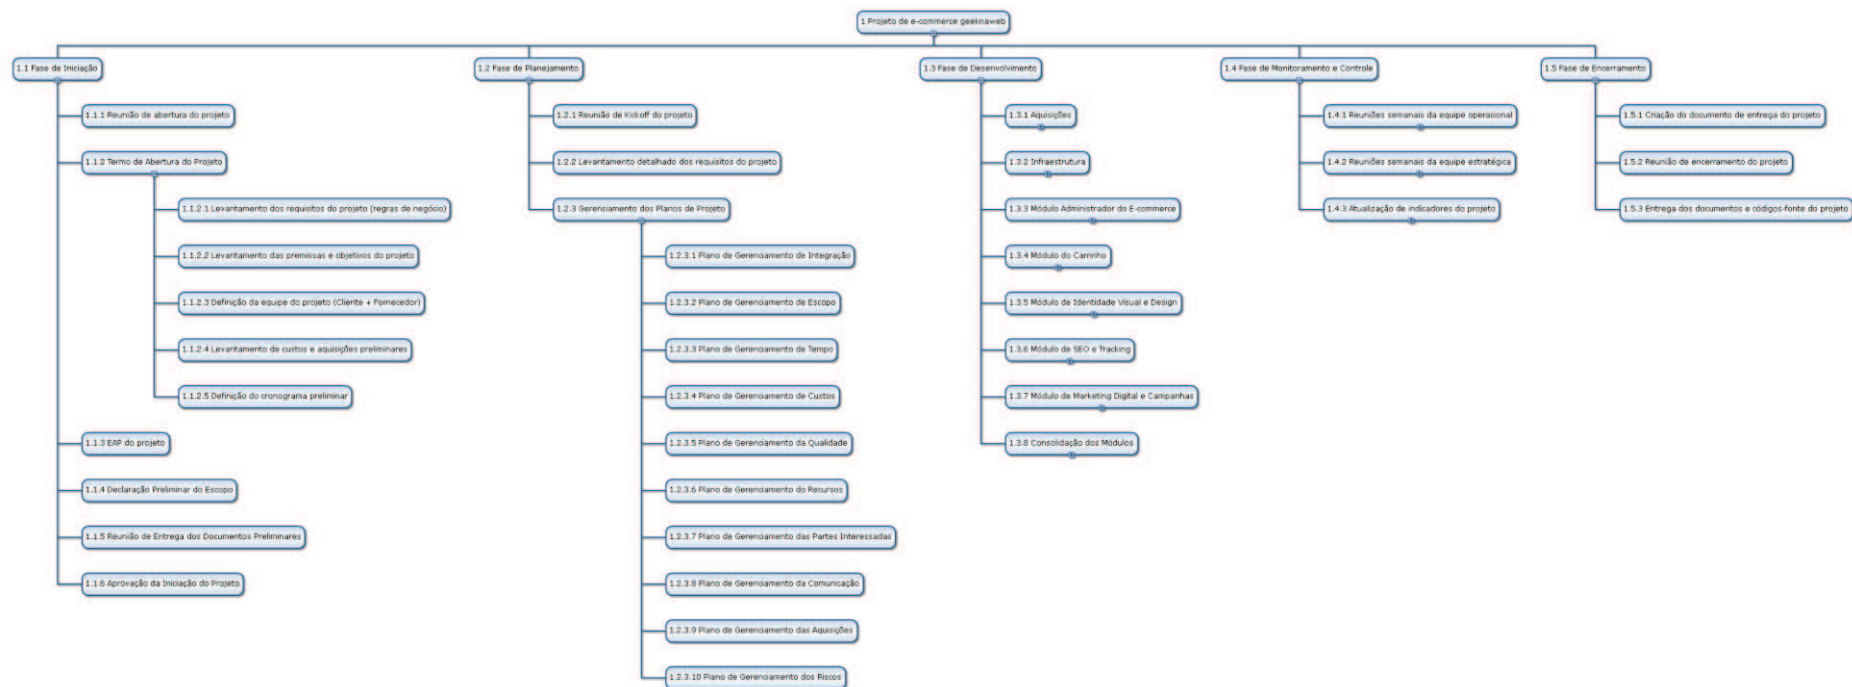 1 Projeto de e-commerce geeknaweb
1.1 Fase de Iniciação
1.1.1 Reunião de abertura do projeto
1.1.2 Termo de Abertura do Projeto
1.1.2.1 Levantamento dos requisitos do projeto (regras de negócio)
1.1.2.2 Levantamento das premissas e objetivos do projeto
1.1.2.3 Definição da equipe do projeto (Cliente + Fornecedor)
1.1.2.4 Levantamento de custos e aquisições preliminares
1.1.2.5 Definição do cronograma preliminar
1.1.3 EAP do projeto
1.1.4 Declaração Preliminar do Escopo
1.1.5 Reunião de Entrega dos Documentos Preliminares
1.1.6 Aprovação da Iniciação do Projeto
1.2 Fase de Planejamento
1.2.1 Reunião de Kickoff do projeto
1.2.2 Levantamento detalhado dos requisitos do projeto
1.2.3 Gerenciamento dos Planos de Projeto
1.2.3.1 Plano de Gerenciamento de Integração
1.2.3.2 Plano de Gerenciamento de Escopo
1.2.3.3 Plano de Gerenciamento de Tempo
1.2.3.4 Plano de Gerenciamento de Custos
1.2.3.5 Plano de Gerenciamento da Qualidade
1.2.3.6 Plano de Gerenciamento de Recursos
1.2.3.7 Plano de Gerenciamento das Partes Interessadas
1.2.3.8 Plano de Gerenciamento da Comunicação
1.2.3.9 Plano de Gerenciamento das Aquisições
1.2.3.10 Plano de Gerenciamento dos Riscos
1.3 Fase de Desenvolvimento
1.3.1 Aquisições
1.3.2 Infraestrutura
1.3.3 Módulo Administrador do E-commerce
1.3.4 Módulo do Carrinho
1.3.5 Módulo de Identidade Visual e Design
1.3.6 Módulo de SEO e Tracking
1.3.7 Módulo de Marketing Digital e Campanhas
1.3.8 Consolidação dos Módulos
1.4 Fase de Monitoramento e Controle
1.4.1 Reuniões semanais da equipe operacional
1.4.2 Reuniões semanais da equipe estratégica
1.4.3 Atualização de indicadores do projeto
1.5 Fase de Encerramento
1.5.1 Criação do documento de entrega do projeto
1.5.2 Reunião de encerramento do projeto
1.5.3 Entrega dos documentos e códigos-fonte do projeto